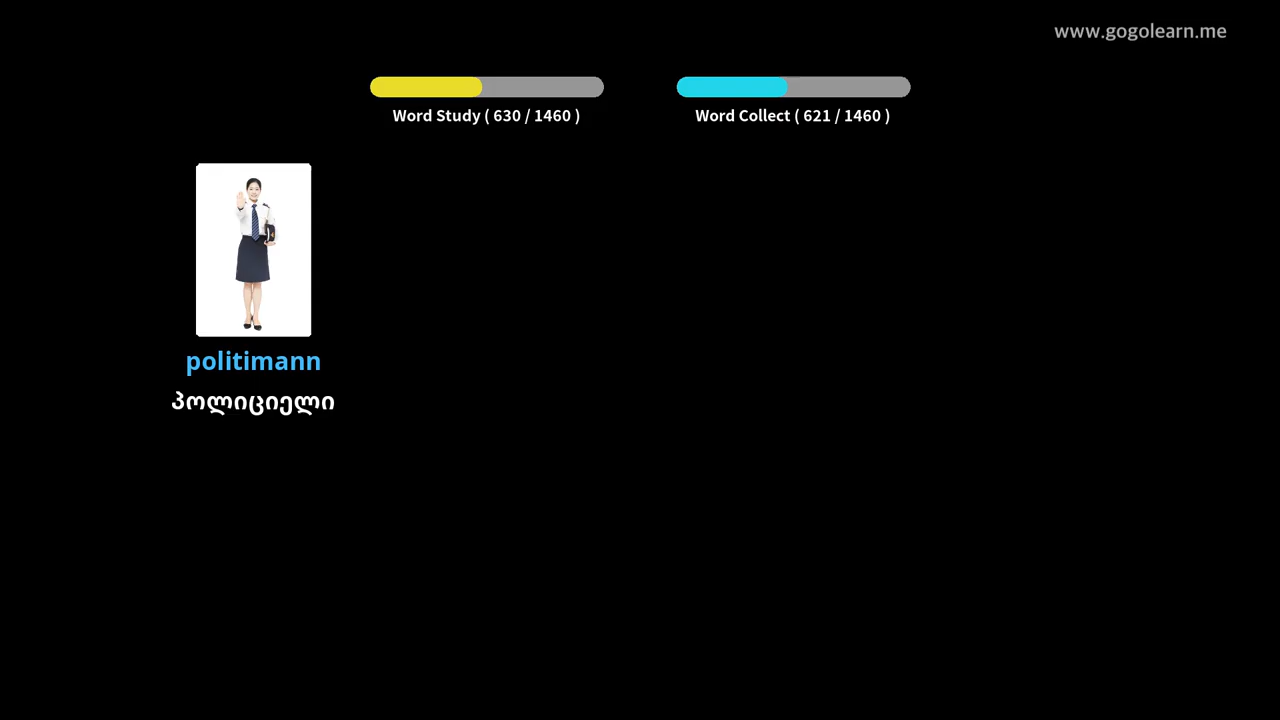 www.gogolearn.me
Word Study ( 630 / 1460 )
Word Collect ( 621 / 1460 )
politimann
პოლიციელი